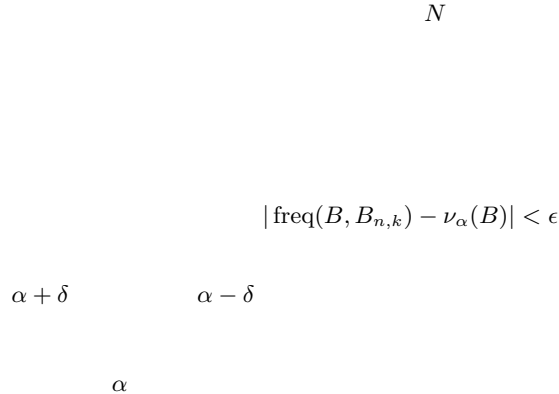 N
| freq(B, B_{n,k}) − ν_α(B)| < ϵ
α + δ α − δ
α